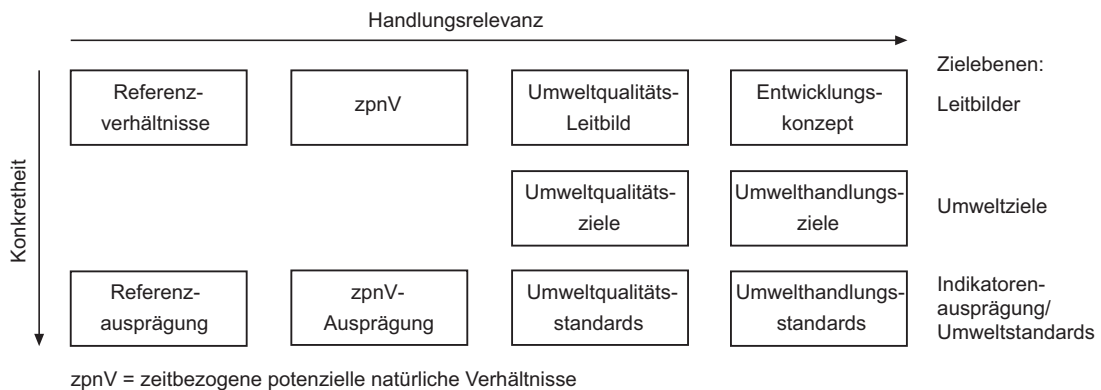 Handlungsrelevanz
Konkretheit
Zielebenen:
Referenz-
verhältnisse
zpnV
Umweltqualitäts-
Leitbild
Entwicklungs-
konzept
Leitbilder
Umweltqualitäts-
ziele
Umwelthandlungs-
ziele
Umweltziele
Referenz-
ausprägung
zpnV-
Ausprägung
Umweltqualitäts-
standards
Umwelthandlungs-
standards
Indikatoren-
ausprägung/
Umweltstandards
zpnV = zeitbezogene potenzielle natürliche Verhältnisse